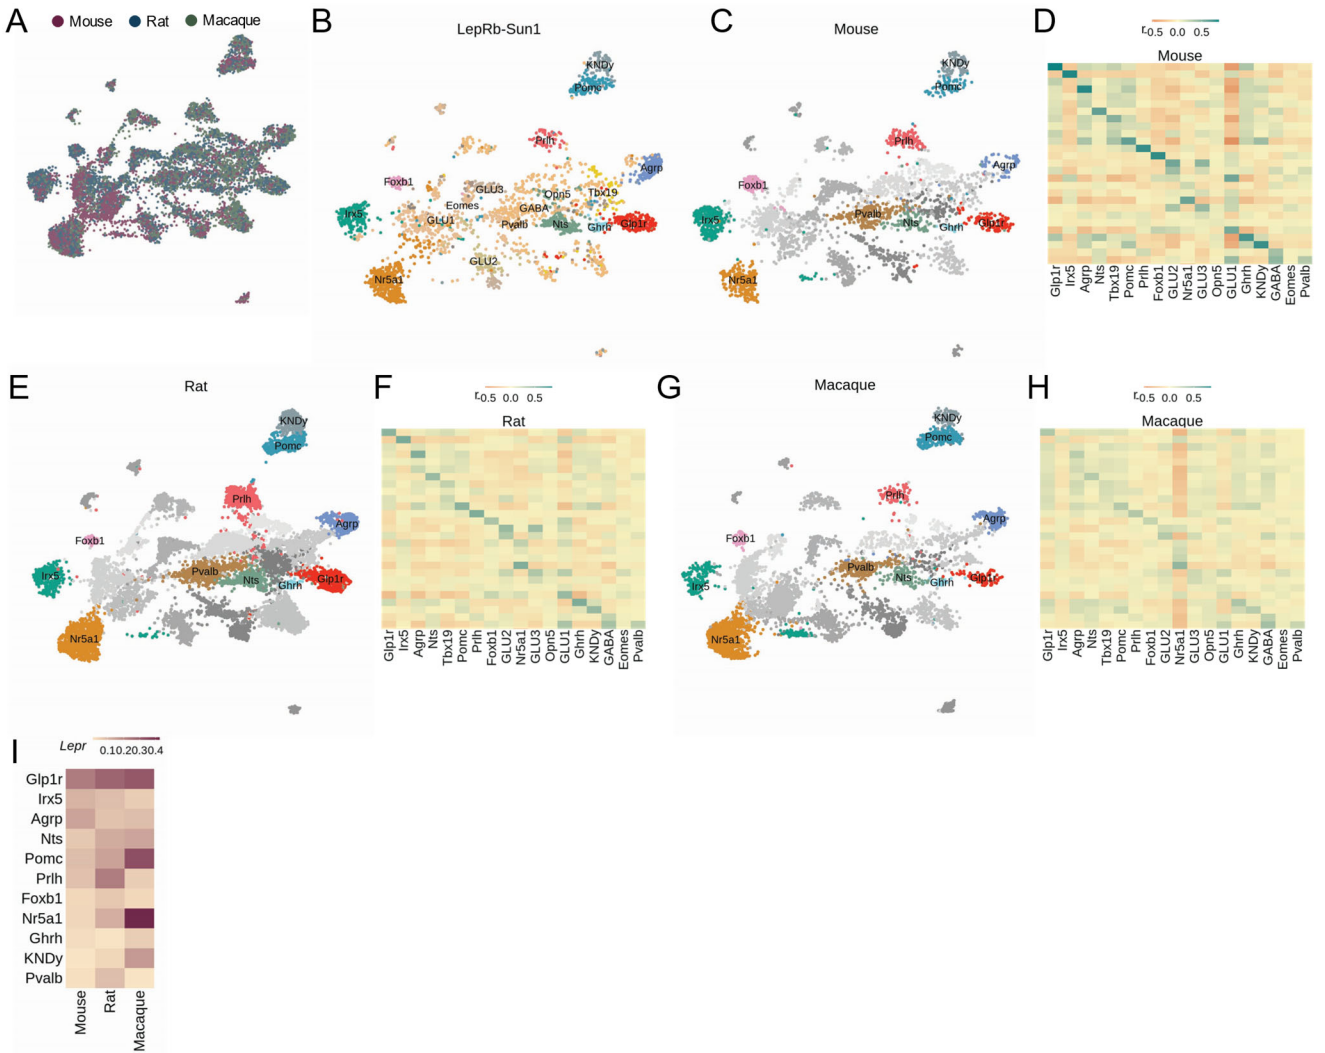 A
Mouse Rat Macaque
B
LepRb-Sun1
KNDy
Pomc
Prlh
Agrp
Foxb1
GLU3
Opn5
Tbx19
Eomes
GABA
Irx5
GLU1
Pvalb
Nts
Ghrh
Glp1r
GLU2
Nr5a1
C
Mouse
KNDy
Pomc
Prlh
Agrp
Foxb1
Irx5
Pvalb
Nts
Ghrh
Glp1r
Nr5a1
D
r -0.5 0.0 0.5
Mouse
Glp1r Irx5 Agrp Nts Tbx19 Pomc Prlh Foxb1 GLU2 Nr5a1 GLU3 Opn5 GLU1 Ghrh KNDy GABA Eomes Pvalb
E
Rat
KNDy
Pomc
Prlh
Agrp
Foxb1
Irx5
Pvalb
Nts
Ghrh
Glp1r
Nr5a1
F
r -0.5 0.0 0.5
Rat
Glp1r Irx5 Agrp Nts Tbx19 Pomc Prlh Foxb1 GLU2 Nr5a1 GLU3 Opn5 GLU1 Ghrh KNDy GABA Eomes Pvalb
G
Macaque
KNDy
Pomc
Prlh
Agrp
Foxb1
Irx5
Pvalb
Nts
Ghrh
Glp1r
Nr5a1
H
r -0.5 0.0 0.5
Macaque
Glp1r Irx5 Agrp Nts Tbx19 Pomc Prlh Foxb1 GLU2 Nr5a1 GLU3 Opn5 GLU1 Ghrh KNDy GABA Eomes Pvalb
I
Lepr 0.10.20.30.4
Glp1r
Irx5
Agrp
Nts
Pomc
Prlh
Foxb1
Nr5a1
Ghrh
KNDy
Pvalb
Mouse Rat Macaque